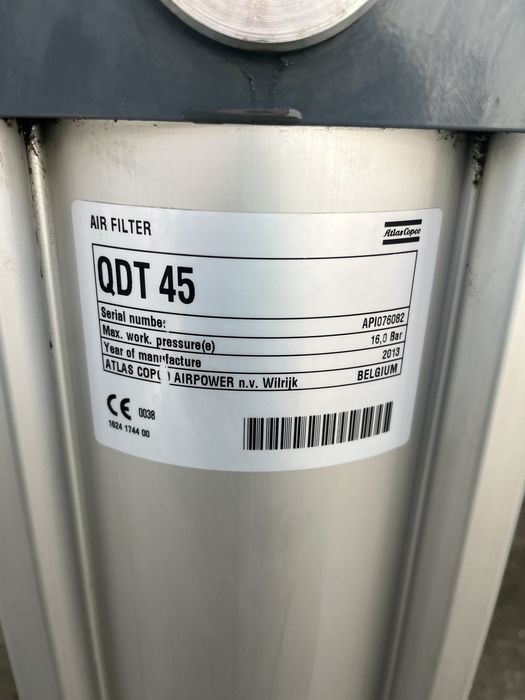 AIR FILTER
Atlas Copco
QDT 45
Serial number API076082
Max. work. pressure(e) 16,0 Bar
Year of manufacture 2013
ATLAS COPCO AIRPOWER n.v. Wilrijk BELGIUM
CE 0038
1624 1744 00